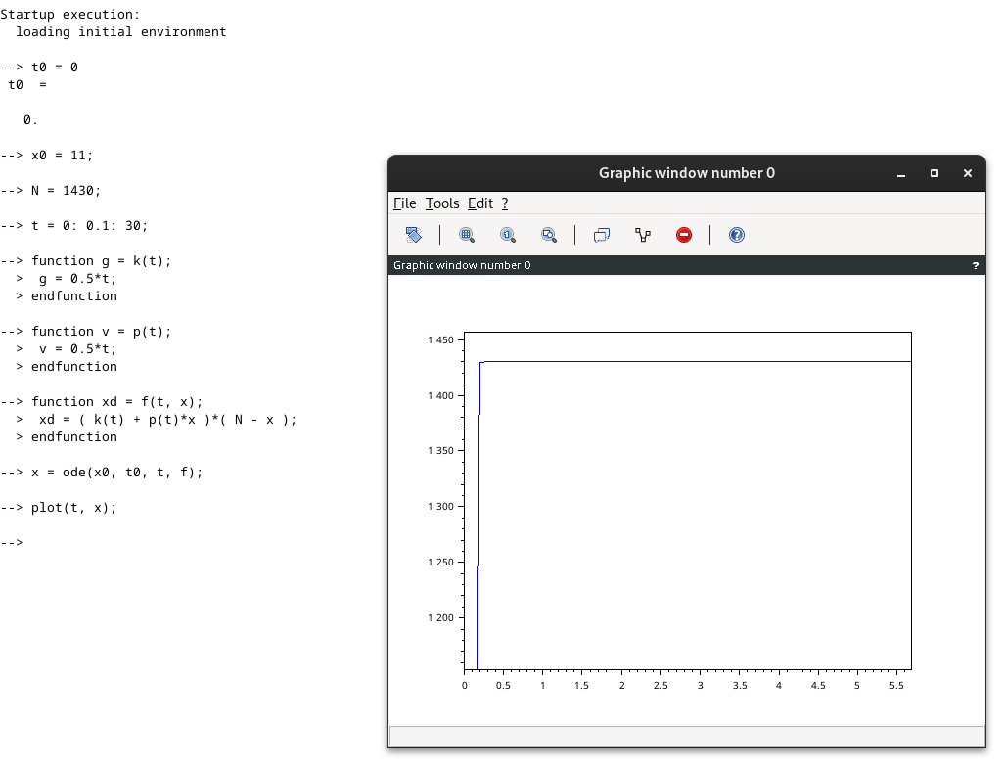 Startup execution:
loading initial environment
--> t0 = 0
t0  =
0.
--> x0 = 11;
--> N = 1430;
--> t = 0: 0.1: 30;
--> function g = k(t);
>  g = 0.5*t;
> endfunction
--> function v = p(t);
>  v = 0.5*t;
> endfunction
--> function xd = f(t, x);
>  xd = ( k(t) + p(t)*x )*( N - x );
> endfunction
--> x = ode(x0, t0, t, f);
--> plot(t, x);
-->
Graphic window number 0
File Tools Edit ?
Graphic window number 0 ?
1 450
1 400
1 350
1 300
1 250
1 200
0 0.5 1 1.5 2 2.5 3 3.5 4 4.5 5 5.5